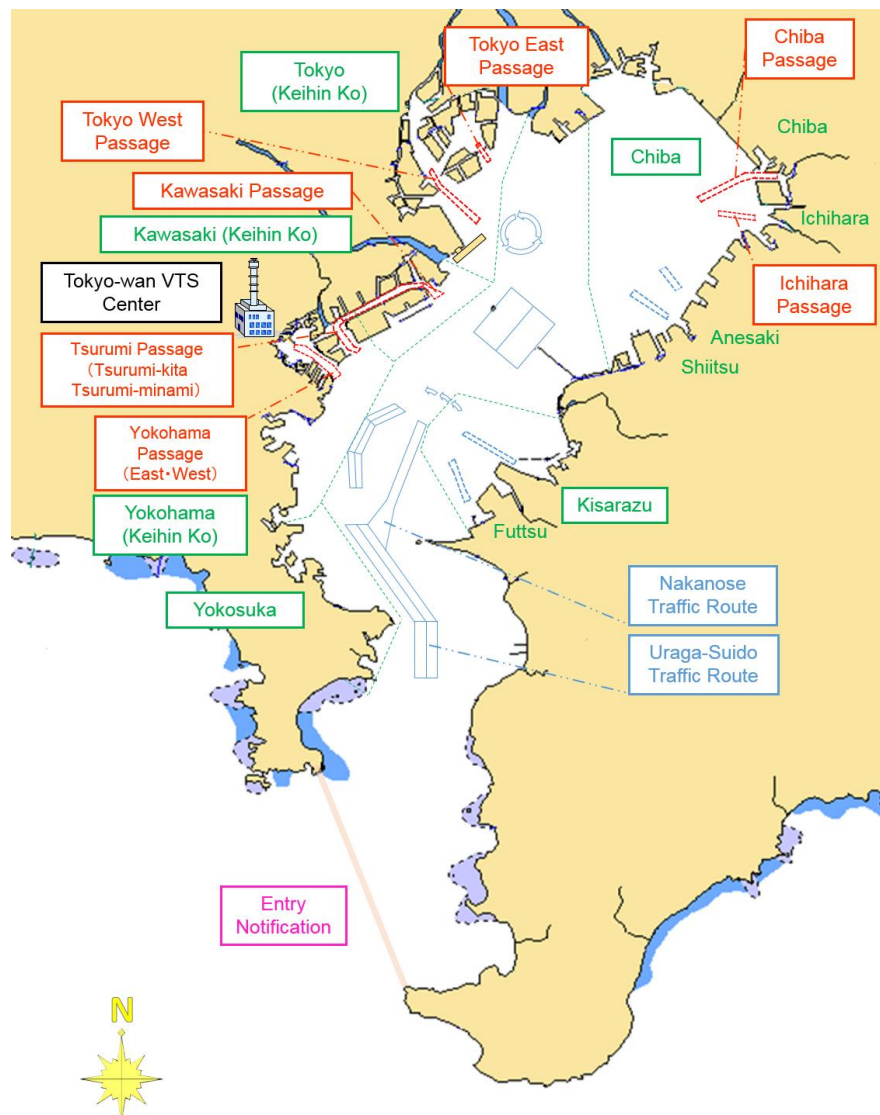 Tokyo East
Passage
Chiba
Passage
Tokyo
(Keihin Ko)
Tokyo West
Passage
Chiba
Chiba
Kawasaki Passage
Ichihara
Kawasaki (Keihin Ko)
Tokyo-wan VTS
Center
Ichihara
Passage
Anesaki
Shiitsu
Tsurumi Passage
(Tsurumi-kita
Tsurumi-minami)
Yokohama
Passage
(East・West)
Kisarazu
Yokohama
(Keihin Ko)
Futtsu
Nakanose
Traffic Route
Yokosuka
Uraga-Suido
Traffic Route
Entry
Notification
N